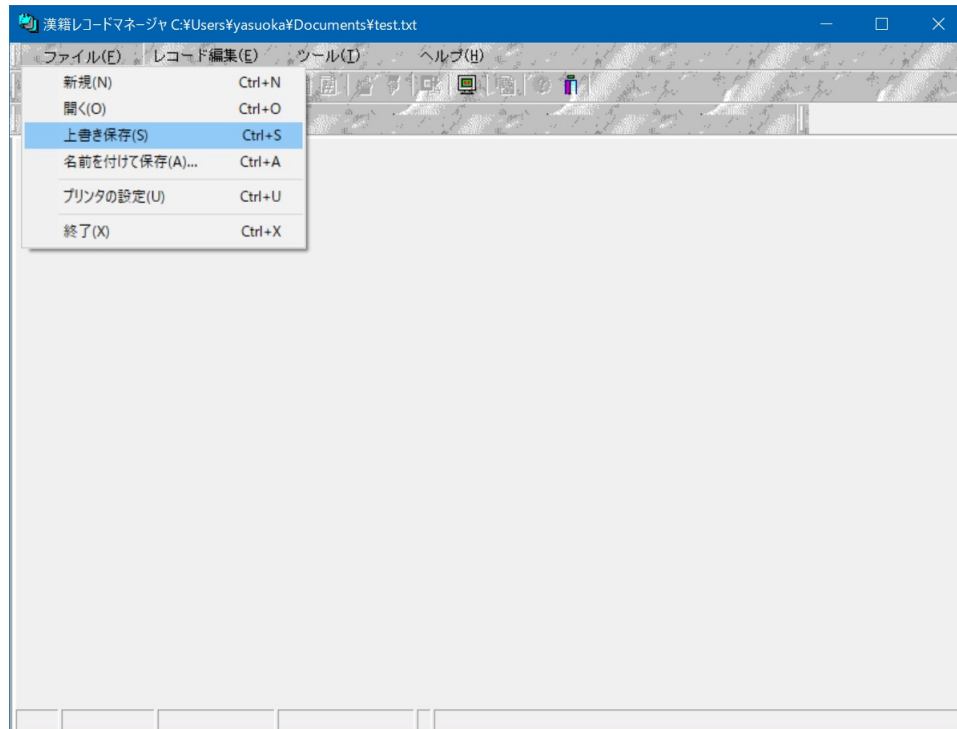 漢籍レコードマネージャ C:¥Users¥yasuoka¥Documents¥test.txt
ファイル(F) レコード編集(E) ツール(T) ヘルプ(H)
新規(N) Ctrl+N
開く(O) Ctrl+O
上書き保存(S) Ctrl+S
名前を付けて保存(A)... Ctrl+A
プリンタの設定(U) Ctrl+U
終了(X) Ctrl+X